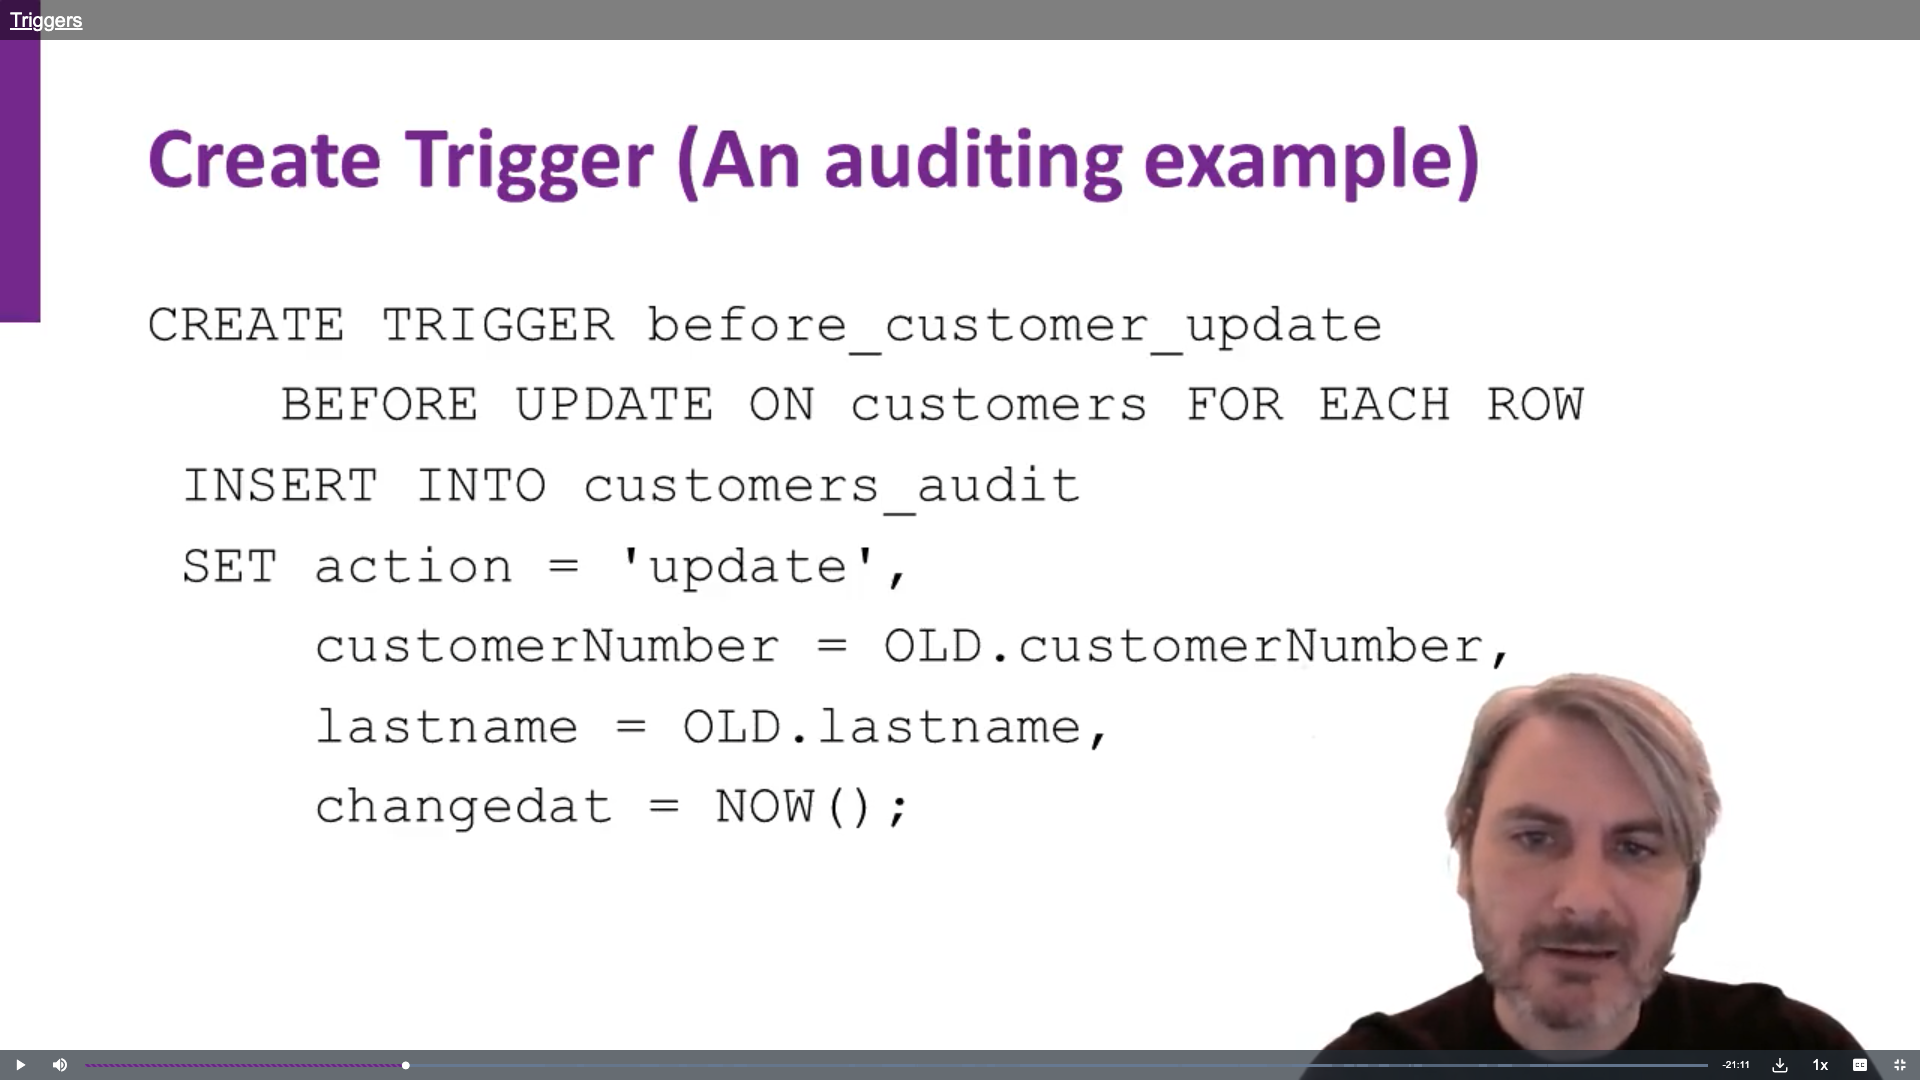 Triggers
Create Trigger (An auditing example)
CREATE TRIGGER before_customer_update
BEFORE UPDATE ON customers FOR EACH ROW
INSERT INTO customers_audit
SET action = 'update',
customerNumber = OLD.customerNumber,
lastname = OLD.lastname,
changedat = NOW();
-21:11
1x
CC